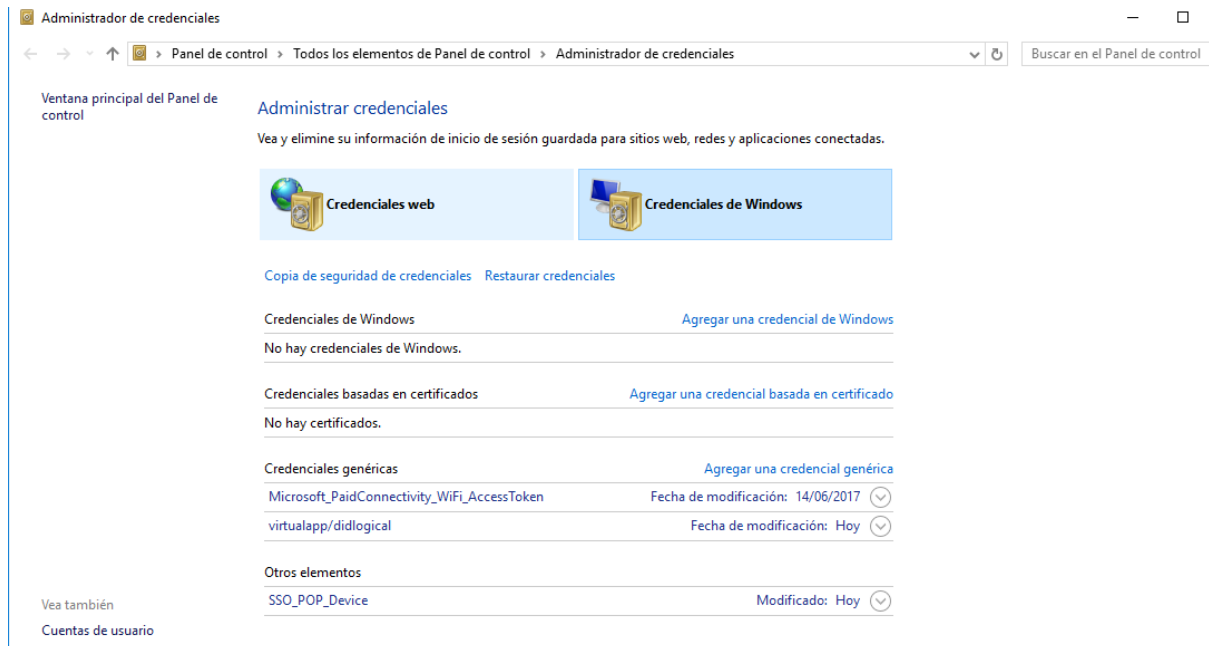 Administrador de credenciales
Panel de control > Todos los elementos de Panel de control > Administrador de credenciales
Buscar en el Panel de control
Ventana principal del Panel de
control
Administrar credenciales
Vea y elimine su información de inicio de sesión guardada para sitios web, redes y aplicaciones conectadas.
Credenciales web
Credenciales de Windows
Copia de seguridad de credenciales Restaurar credenciales
Credenciales de Windows Agregar una credencial de Windows
No hay credenciales de Windows.
Credenciales basadas en certificados Agregar una credencial basada en certificado
No hay certificados.
Credenciales genéricas Agregar una credencial genérica
Microsoft_PaidConnectivity_WiFi_AccessToken Fecha de modificación: 14/06/2017
virtualapp/didlogical Fecha de modificación: Hoy
Otros elementos
SSO_POP_Device Modificado: Hoy
Vea también
Cuentas de usuario